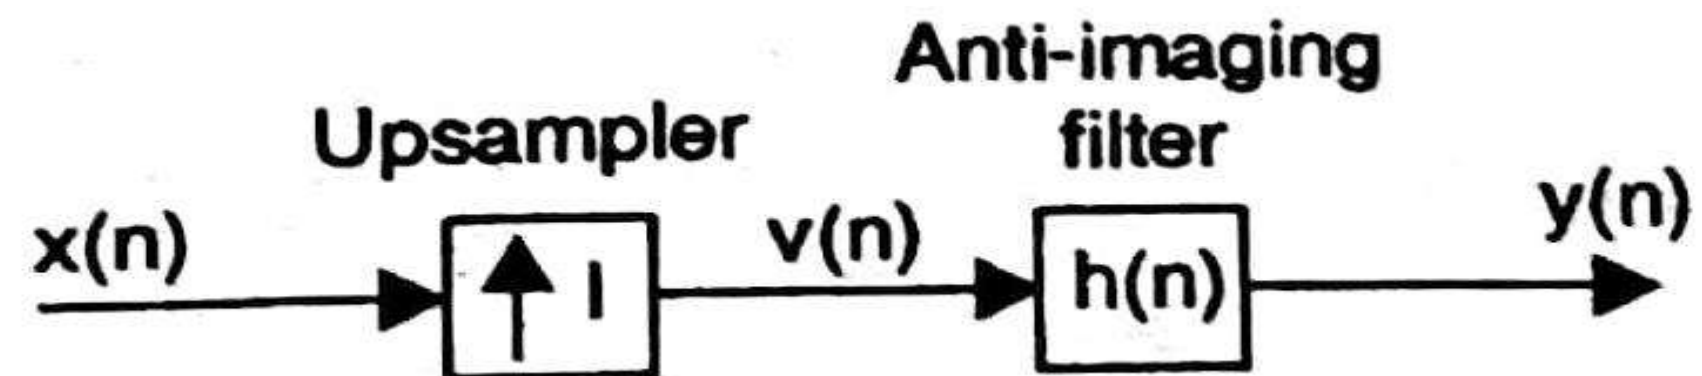 Anti-imaging
Upsampler filter
x(n) v(n) y(n)
↑ I h(n)